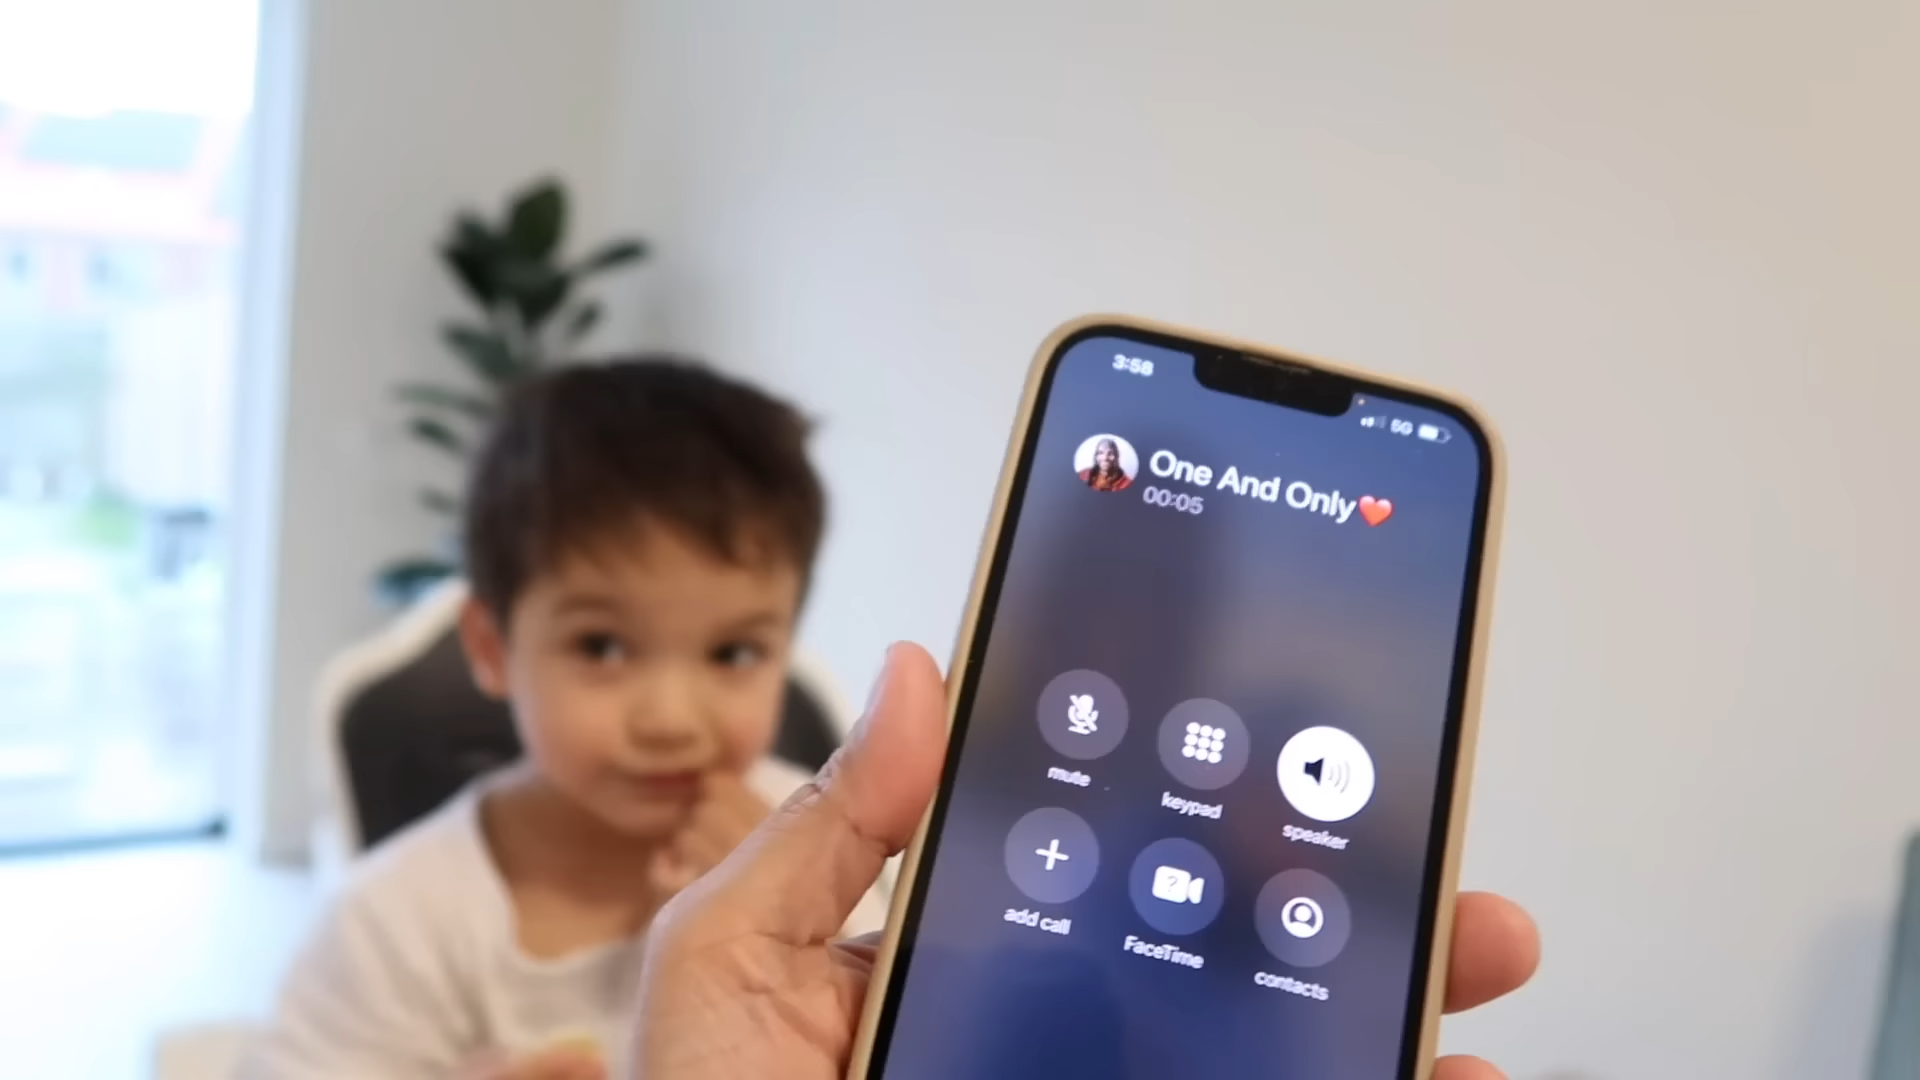 3:58
5G
One And Only❤️
00:05
mute
keypad
speaker
add call
FaceTime
contacts